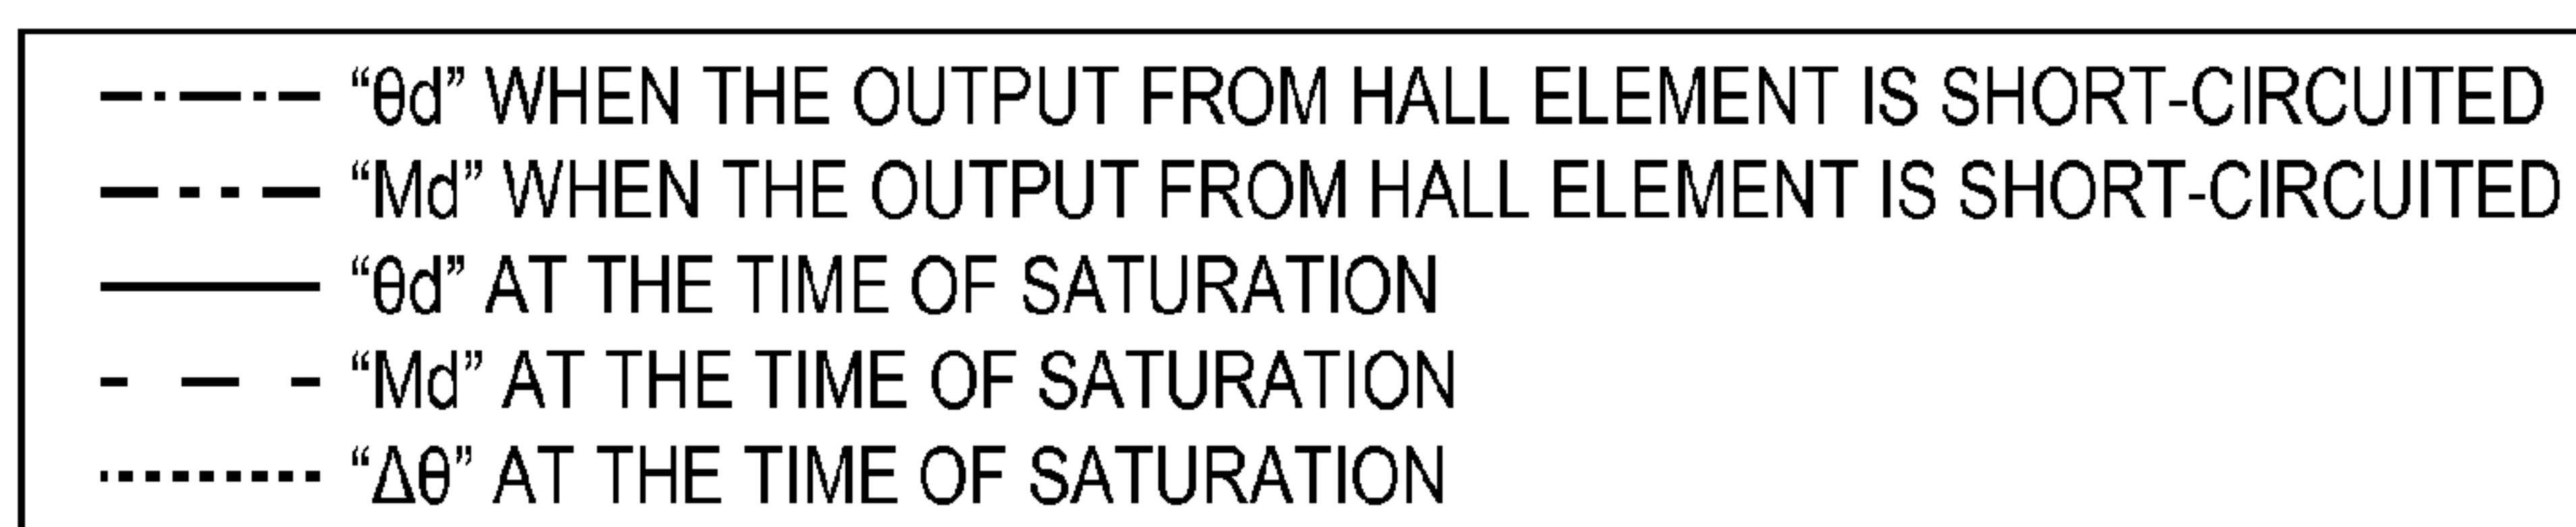 “θd” WHEN THE OUTPUT FROM HALL ELEMENT IS SHORT-CIRCUITED
“Md” WHEN THE OUTPUT FROM HALL ELEMENT IS SHORT-CIRCUITED
“θd” AT THE TIME OF SATURATION
“Md” AT THE TIME OF SATURATION
“Δθ” AT THE TIME OF SATURATION